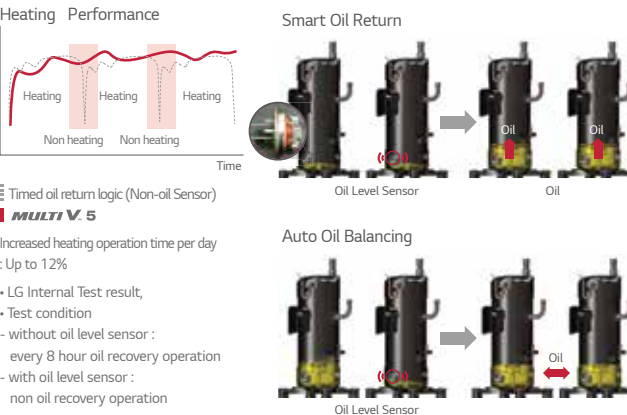 Heating Performance
Heating
Heating
Heating
Non heating
Non heating
Time
Timed oil return logic (Non-oil Sensor)
MULTI V. 5
Increased heating operation time per day
: Up to 12%
• LG Internal Test result,
• Test condition
- without oil level sensor :
every 8 hour oil recovery operation
- with oil level sensor :
non oil recovery operation
Smart Oil Return
Oil
Oil
Oil Level Sensor
Oil
Auto Oil Balancing
Oil
Oil Level Sensor